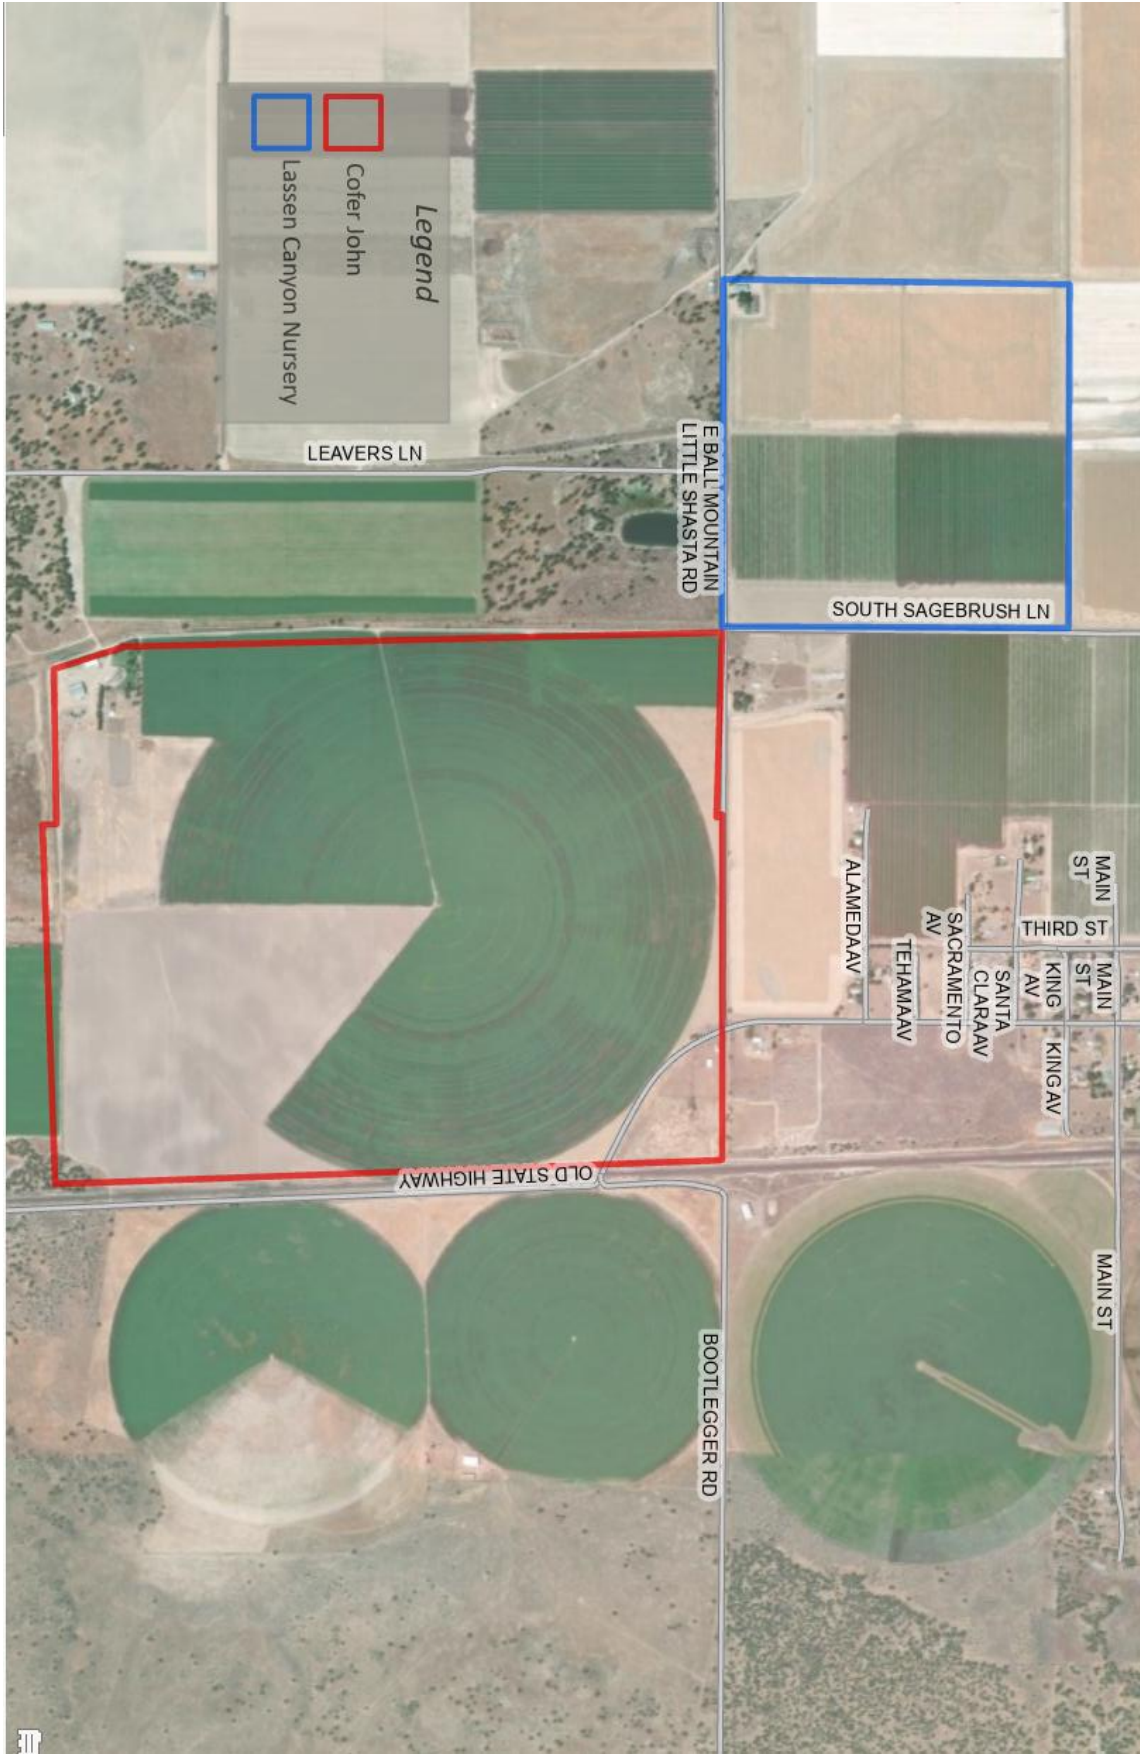 Legend
Cofer John
Lassen Canyon Nursery
LEAVERS LN
E BALL MOUNTAIN
LITTLE SHASTA RD
SOUTH SAGEBRUSH LN
MAIN
ST
THIRD ST
ALAMEDA AV
SACRAMENTO
AV
TEHAMA AV
SANTA
CLARA AV
KING
AV
MAIN
ST
KING AV
OLD STATE HIGHWAY
BOOTLEGGER RD
MAIN ST